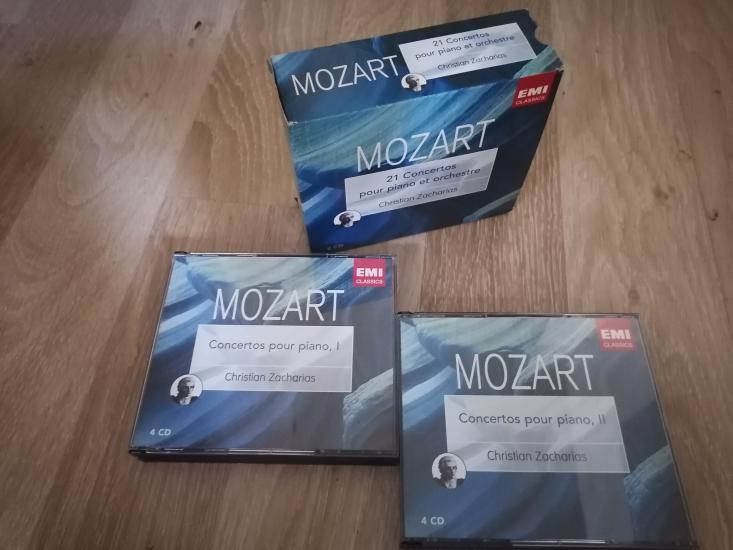 MOZART
21 Concertos
pour piano et orchestre
Christian Zacharias
EMI
CLASSICS
MOZART
21 Concertos
pour piano et orchestre
Christian Zacharias
CD
EMI
CLASSICS
MOZART
Concertos pour piano, I
Christian Zacharias
4 CD
EMI
CLASSICS
MOZART
Concertos pour piano, II
Christian Zacharias
4 CD